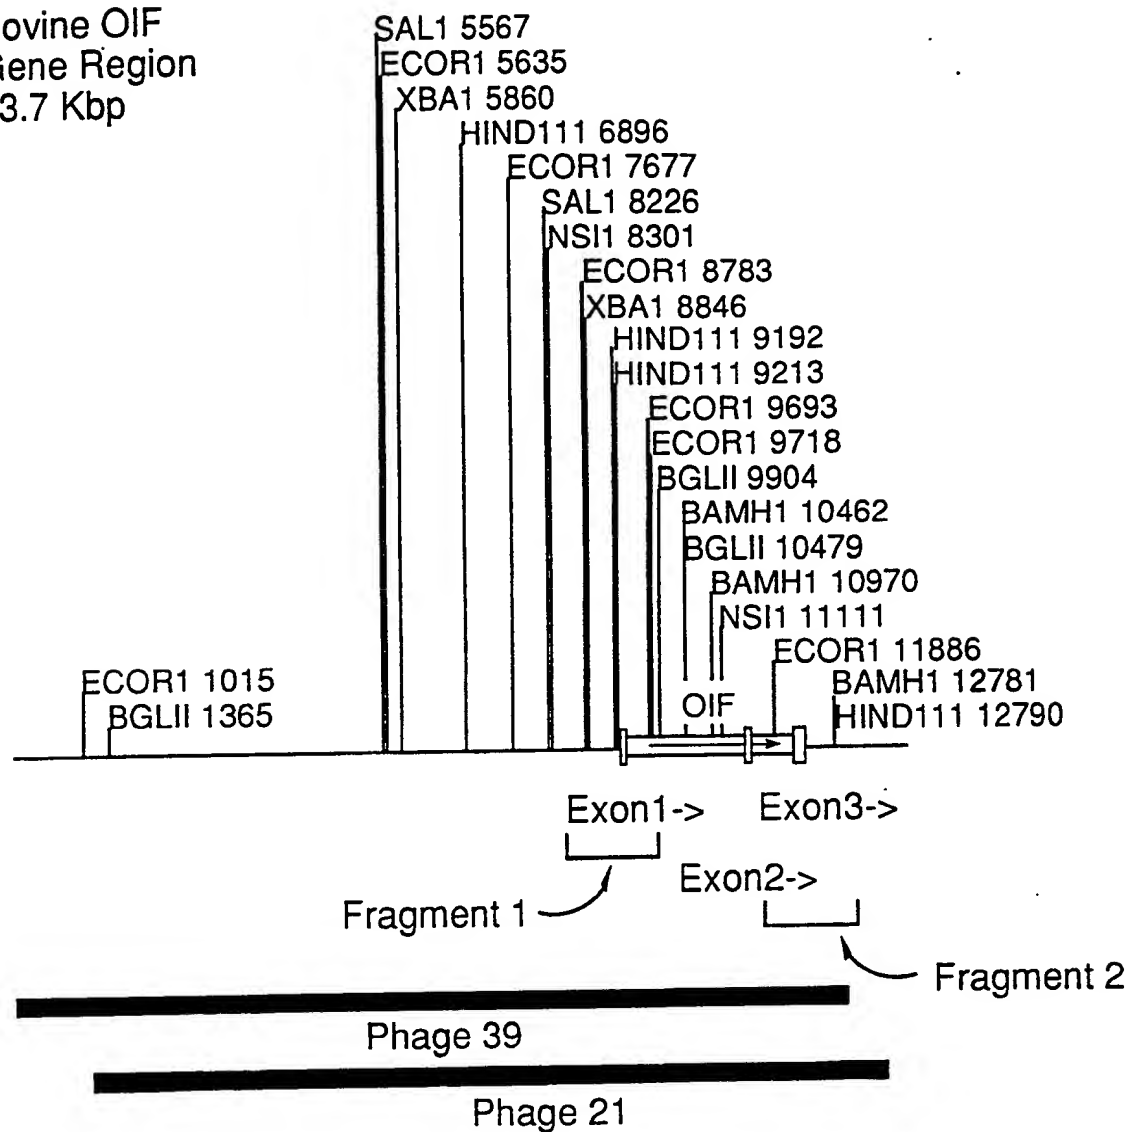 ovine OIF
ene Region
3.7 Kbp
SAL1 5567
ECOR1 5635
XBA1 5860
HIND111 6896
ECOR1 7677
SAL1 8226
NSI1 8301
ECOR1 8783
XBA1 8846
HIND111 9192
HIND111 9213
ECOR1 9693
ECOR1 9718
BGLII 9904
BAMH1 10462
BGLII 10479
BAMH1 10970
NSI1 11111
ECOR1 11886
ECOR1 1015
BAMH1 12781
BGLII 1365
OIF
HIND111 12790
Exon1->
Exon3->
Exon2->
Fragment 1
Fragment 2
Phage 39
Phage 21